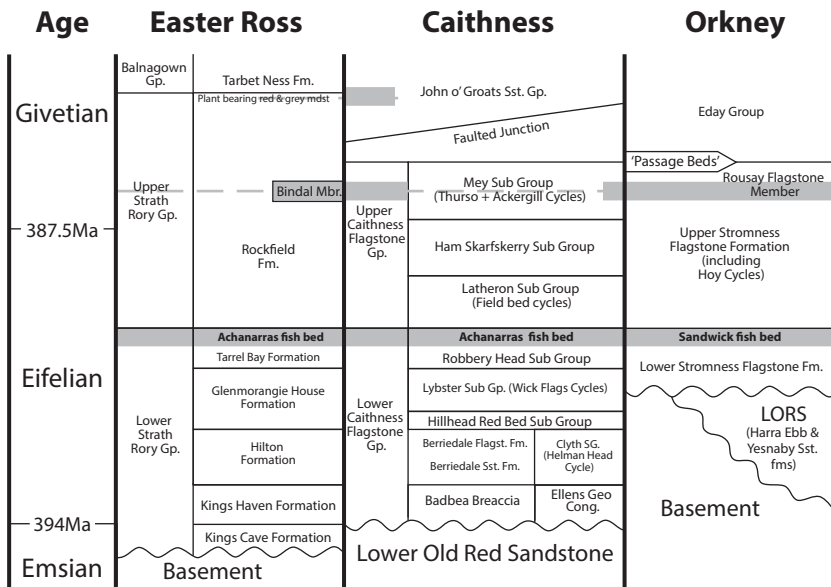 Age
Easter Ross
Caithness
Orkney
Givetian
387.5Ma
Eifelian
394Ma
Emsian
Balnagown
Gp.
Tarbet Ness Fm.
Plant bearing red & grey mdst
Upper
Strath
Rory Gp.
Bindal Mbr.
Rockfield
Fm.
Achanarras fish bed
Tarrel Bay Formation
Glenmorangie House
Formation
Lower
Strath
Rory Gp.
Hilton
Formation
Kings Haven Formation
Kings Cave Formation
Basement
John o' Groats Sst. Gp.
Faulted Junction
Mey Sub Group
(Thurso + Ackergill Cycles)
Upper
Caithness
Flagstone
Gp.
Ham Skarfskerry Sub Group
Latheron Sub Group
(Field bed cycles)
Achanarras fish bed
Robbery Head Sub Group
Lybster Sub Gp. (Wick Flags Cycles)
Lower
Caithness
Flagstone
Gp.
Hillhead Red Bed Sub Group
Berriedale Flagst. Fm.
Berriedale Sst. Fm.
Clyth SG.
(Helman Head
Cycle)
Badbea Breaccia
Ellens Geo
Cong.
Lower Old Red Sandstone
Eday Group
'Passage Beds'
Rousay Flagstone
Member
Upper Stromness
Flagstone Formation
(including
Hoy Cycles)
Sandwick fish bed
Lower Stromness Flagstone Fm.
LORS
(Harra Ebb &
Yesnaby Sst.
fms)
Basement